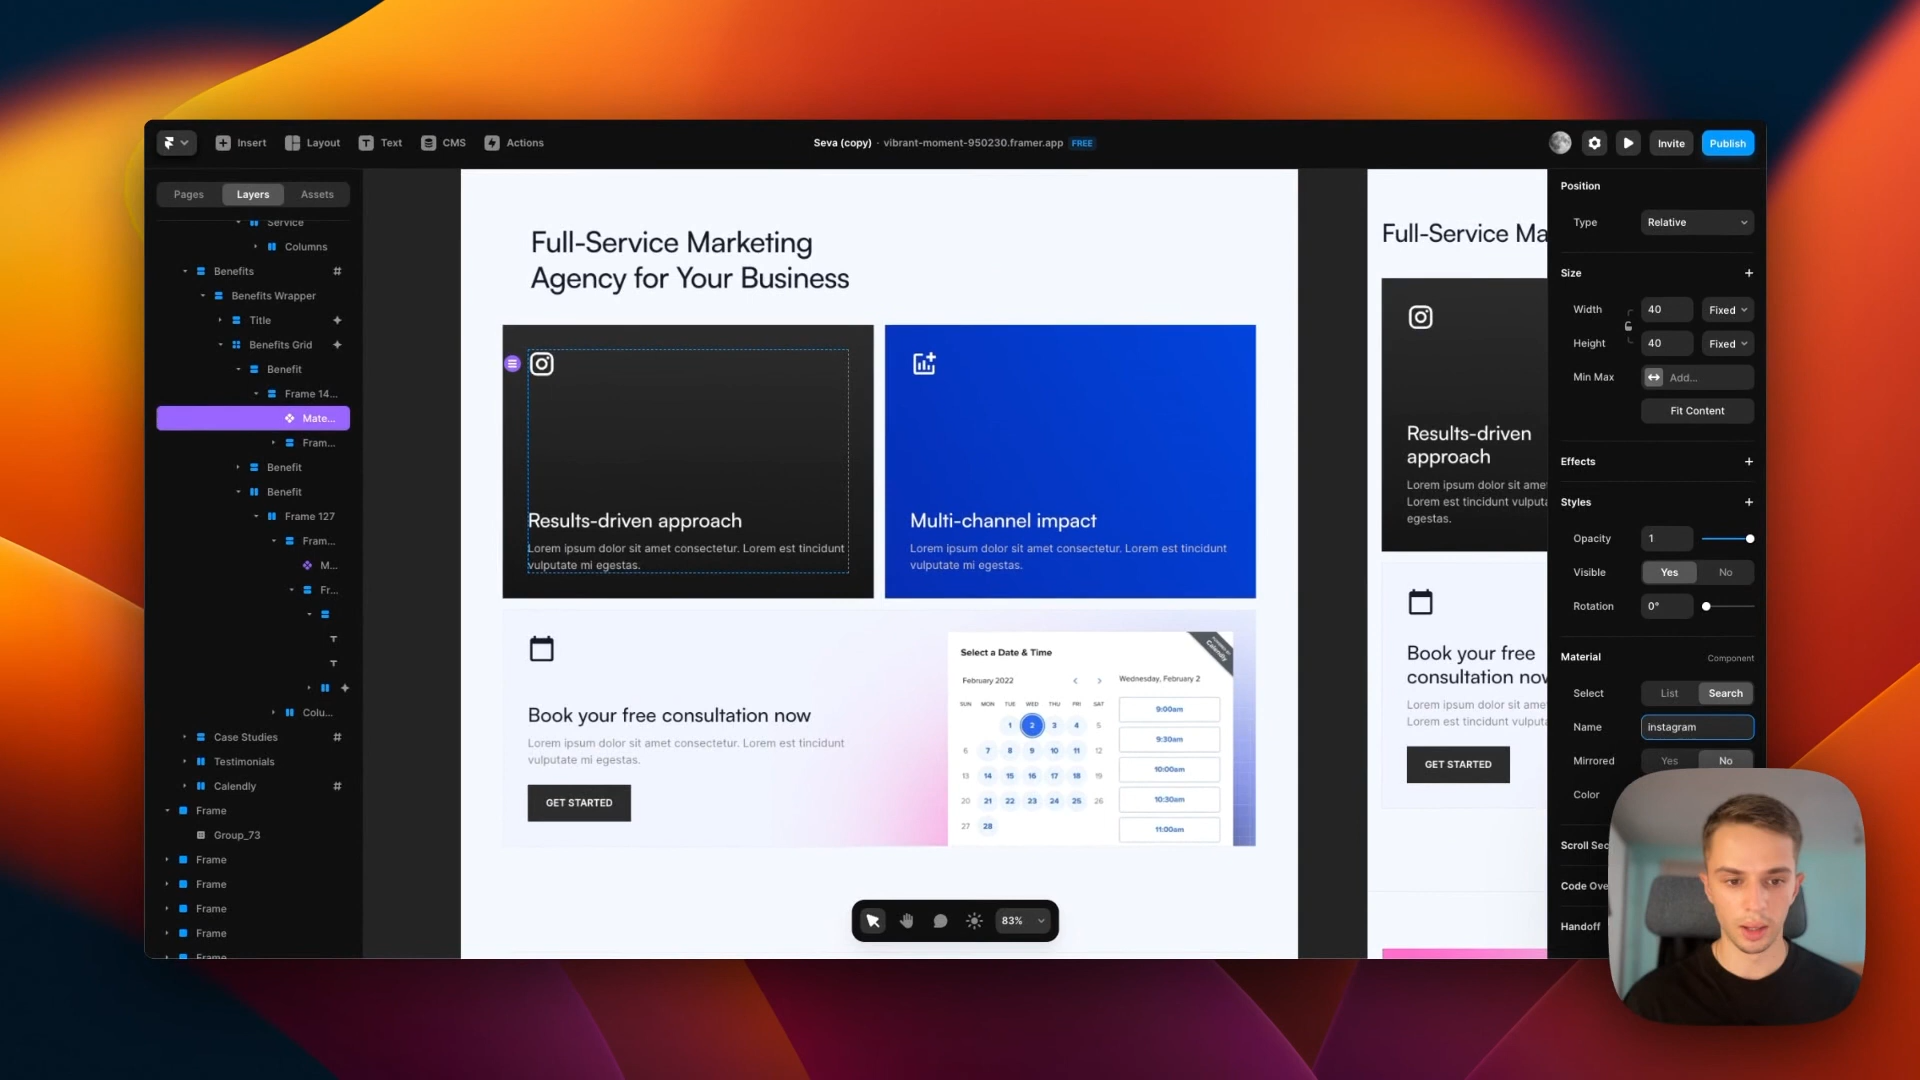 Insert
Layout
Text
CMS
Actions
Seva (copy) · vibrant-moment-950230.framer.app FREE
Invite
Publish
Pages
Layers
Assets
Service
Columns
Benefits
Benefits Wrapper
Title
Benefits Grid
Benefit
Frame 14...
Mate...
Fram...
Benefit
Benefit
Frame 127
Fram...
M...
Fr...
Colu...
Case Studies
Testimonials
Calendly
Frame
Group_73
Frame
Frame
Frame
Frame
Frame
Full-Service Marketing
Agency for Your Business
Results-driven approach
Lorem ipsum dolor sit amet consectetur. Lorem est tincidunt
vulputate mi egestas.
Multi-channel impact
Lorem ipsum dolor sit amet consectetur. Lorem est tincidunt
vulputate mi egestas.
Book your free consultation now
Lorem ipsum dolor sit amet consectetur. Lorem est tincidunt
vulputate mi egestas.
GET STARTED
Select a Date & Time
POWERED BY
Calendly
February 2022
Wednesday, February 2
SUN MON TUE WED THU FRI SAT
1 2 3 4 5
6 7 8 9 10 11 12
13 14 15 16 17 18 19
20 21 22 23 24 25 26
27 28
9:00am
9:30am
10:00am
10:30am
11:00am
83%
Full-Service Ma
Results-driven
approach
Lorem ipsum dolor sit ame
Lorem est tincidunt vulputa
egestas.
Book your free
consultation now
Lorem ipsum dolor sit ame
Lorem est tincidunt vulputa
egestas.
GET STARTED
Position
Type
Relative
Size
Width
40
Fixed
Height
40
Fixed
Min Max
Add...
Fit Content
Effects
Styles
Opacity
1
Visible
Yes
No
Rotation
0°
Material
Component
Select
List
Search
Name
instagram
Mirrored
Yes
No
Color
Scroll Sec
Code Ove
Handoff